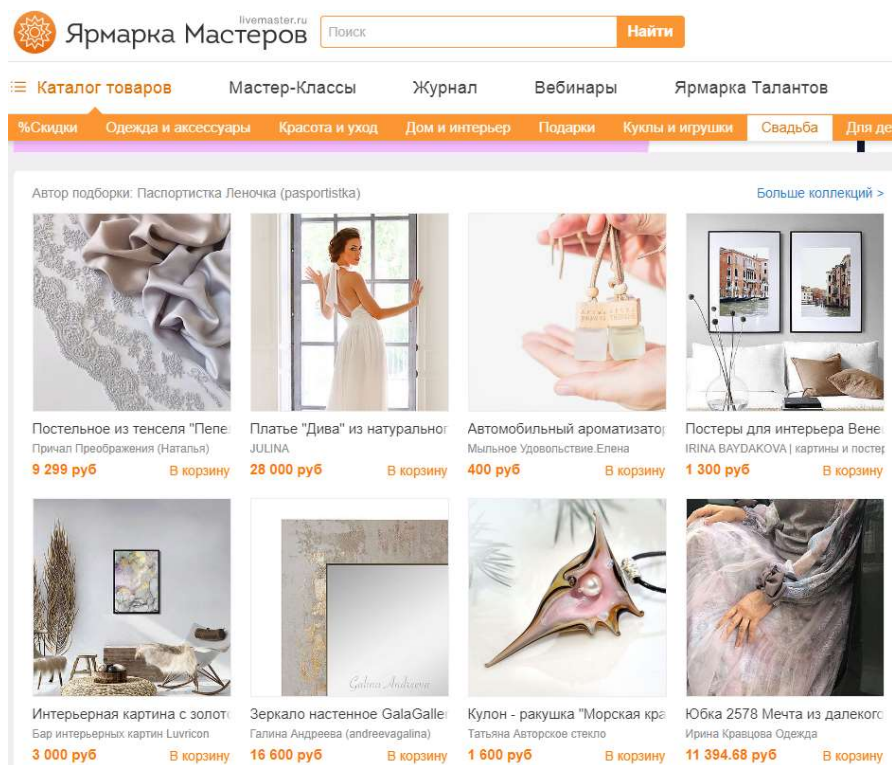 livemaster.ru
Ярмарка Мастеров
Поиск
Найти
Каталог товаров Мастер-Классы Журнал Вебинары Ярмарка Талантов
%Скидки Одежда и аксессуары Красота и уход Дом и интерьер Подарки Куклы и игрушки Свадьба Для де
Автор подборки: Паспортистка Леночка (pasportistka) Больше коллекций >
Постельное из тенселя "Пепе
Причал Преображения (Наталья)
9 299 руб В корзину
Платье "Дива" из натурального
JULINA
28 000 руб В корзину
Автомобильный ароматизатор
Мыльное Удовольствие.Елена
400 руб В корзину
Постеры для интерьера Вене
IRINA BAYDAKOVA | картины и постер
1 300 руб В корзину
Galina Andreeva
Интерьерная картина с золото
Бар интерьерных картин Luvricon
3 000 руб В корзину
Зеркало настенное GalaGaller
Галина Андреева (andreevagalina)
16 600 руб В корзину
Кулон - ракушка "Морская кра
Татьяна Авторское стекло
1 600 руб В корзину
Юбка 2578 Мечта из далекого
Ирина Кравцова Одежда
11 394.68 руб В корзину